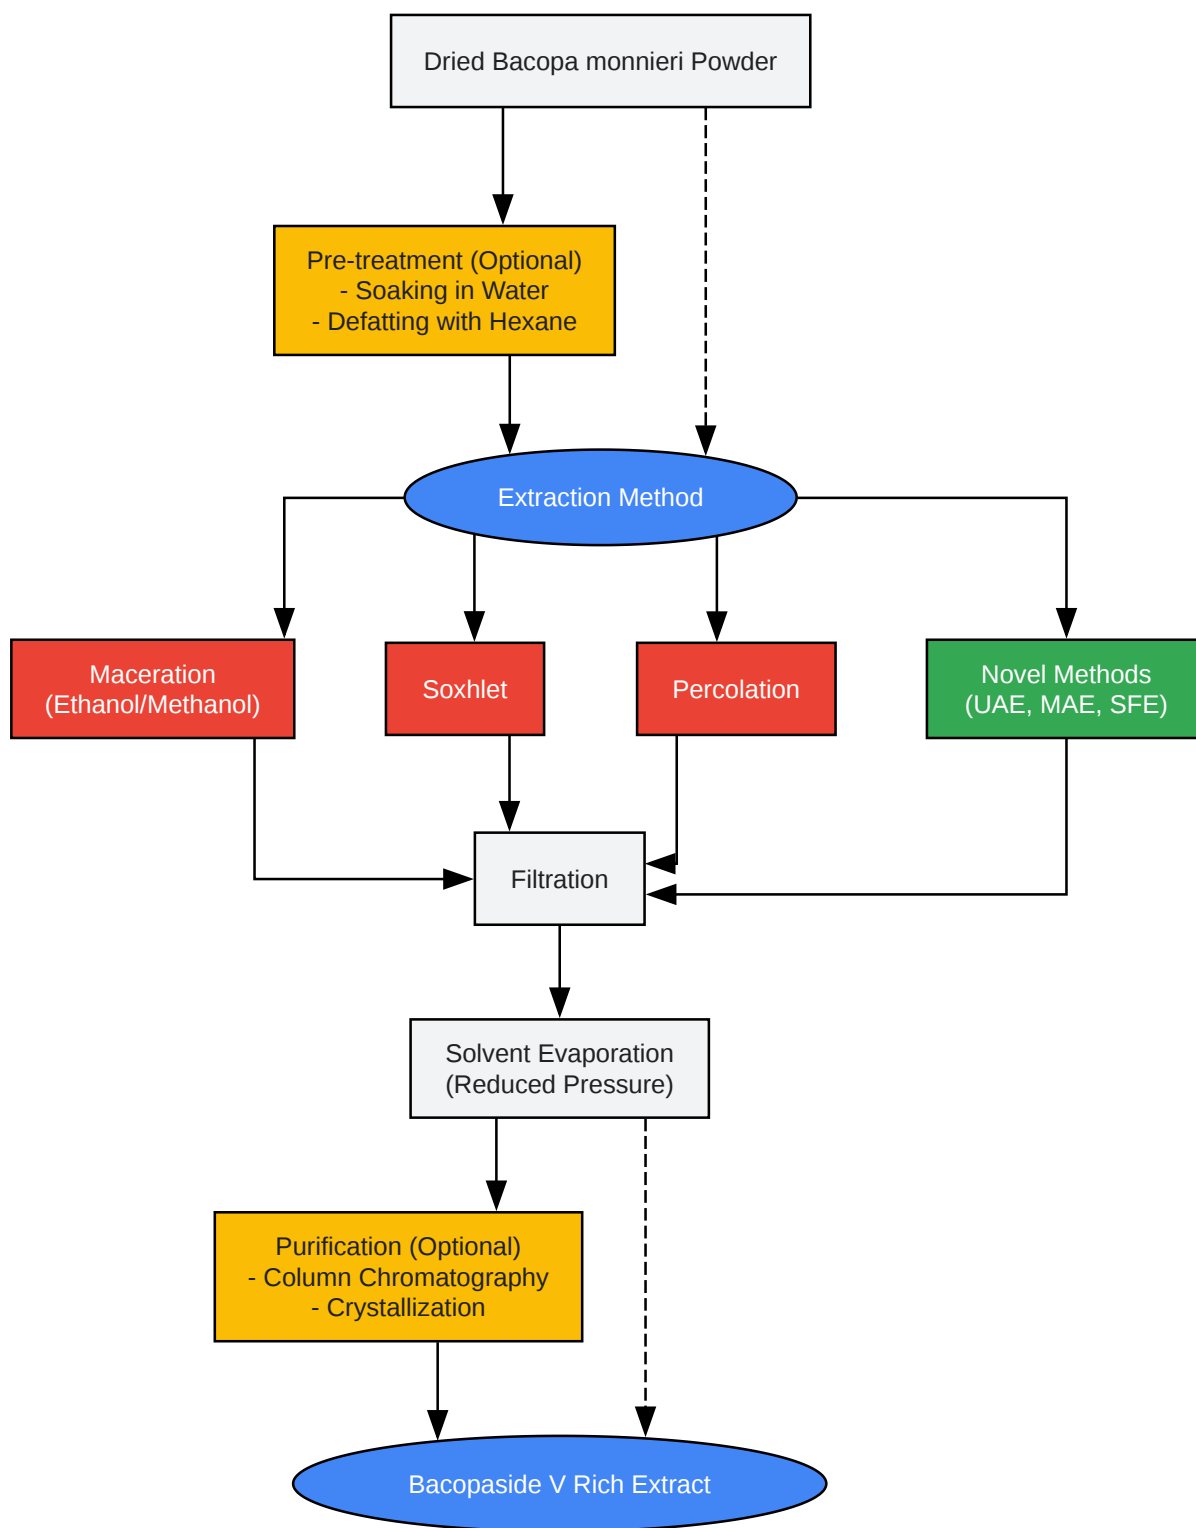 Dried Bacopa monnieri Powder
Pre-treatment (Optional)
- Soaking in Water
- Defatting with Hexane
Extraction Method
Maceration
(Ethanol/Methanol)
Soxhlet
Percolation
Novel Methods
(UAE, MAE, SFE)
Filtration
Solvent Evaporation
(Reduced Pressure)
Purification (Optional)
- Column Chromatography
- Crystallization
Bacopaside V Rich Extract